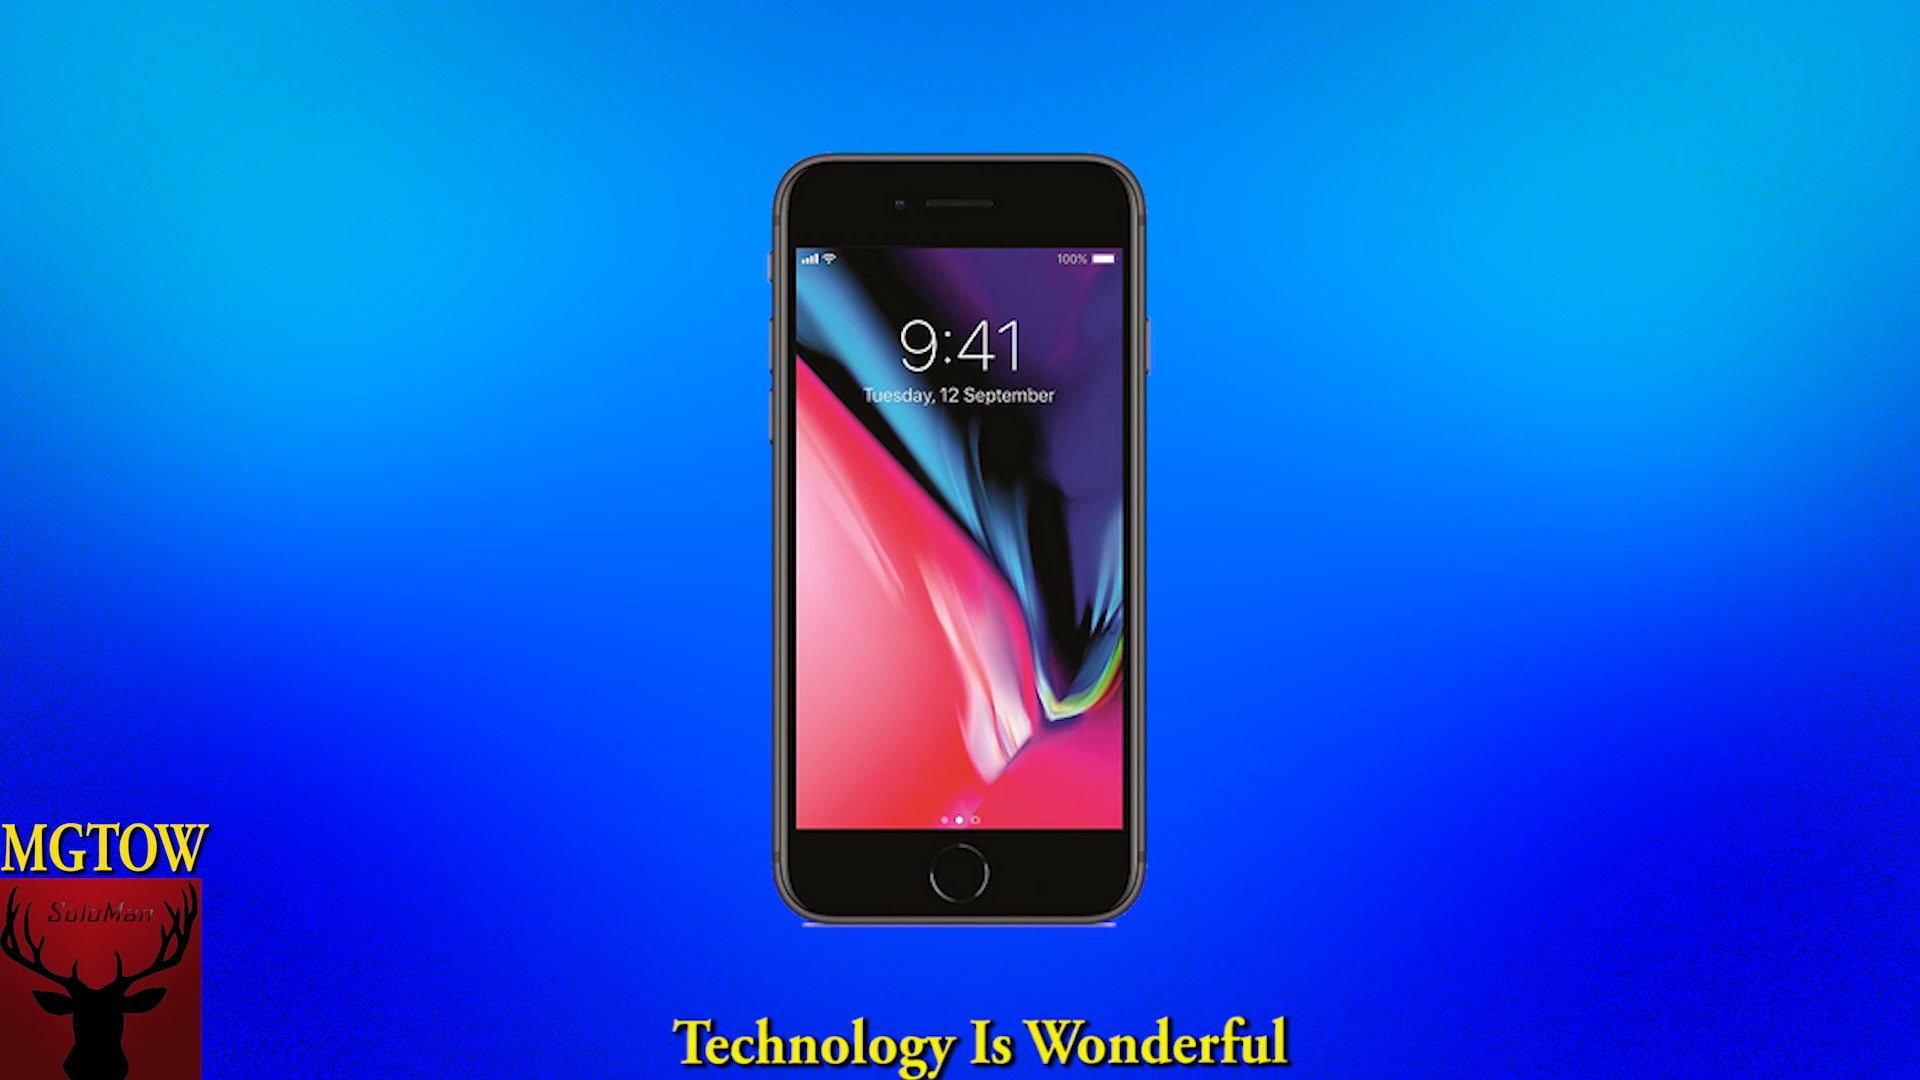 100%
9:41
Tuesday, 12 September
MGTOW
SoloMan
Technology Is Wonderful